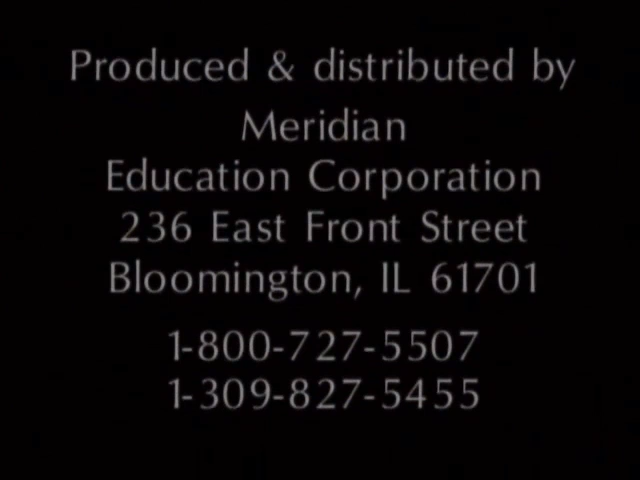 Produced & distributed by
Meridian
Education Corporation
236 East Front Street
Bloomington, IL 61701
1-800-727-5507
1-309-827-5455